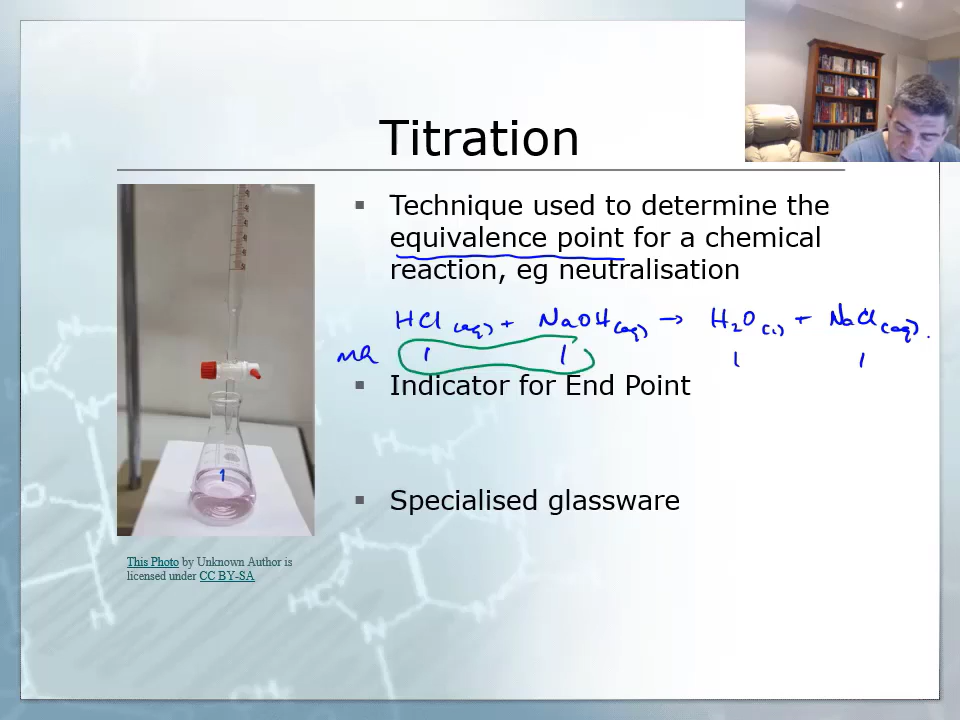 Titration
Technique used to determine the
equivalence point for a chemical
reaction, eg neutralisation
HCl (aq) + NaOH (aq) → H₂O (l) + NaCl (aq).
MR 1 1 1 1
Indicator for End Point
1
Specialised glassware
This Photo by Unknown Author is
licensed under CC BY-SA